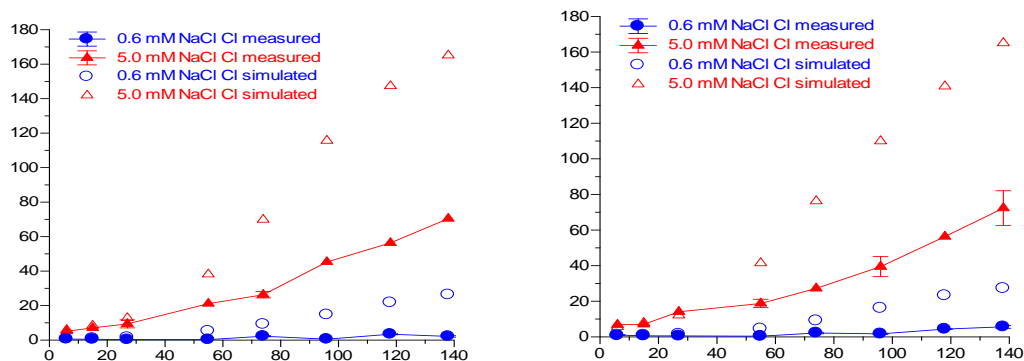 180
160
140
120
100
80
60
40
20
0
0 20 40 60 80 100 120 140
0.6 mM NaCl Cl measured
5.0 mM NaCl Cl measured
0.6 mM NaCl Cl simulated
5.0 mM NaCl Cl simulated
180
160
140
120
100
80
60
40
20
0
0 20 40 60 80 100 120 140
0.6 mM NaCl Cl measured
5.0 mM NaCl Cl measured
0.6 mM NaCl Cl simulated
5.0 mM NaCl Cl simulated